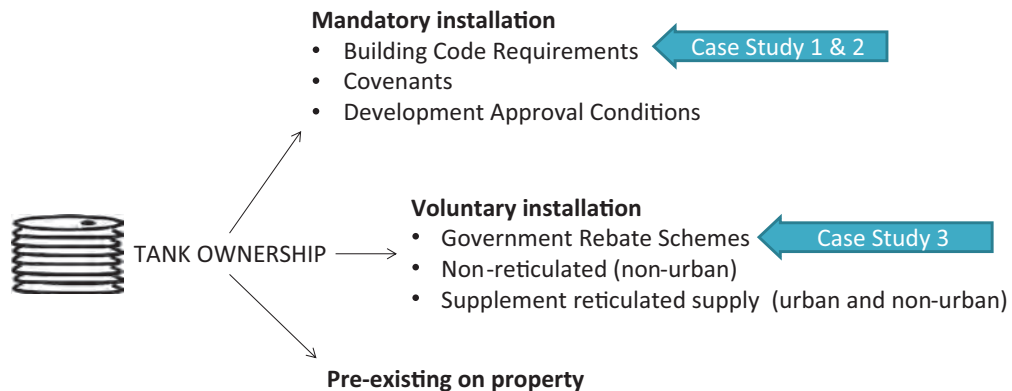 Mandatory installation
• Building Code Requirements
Case Study 1 & 2
• Covenants
• Development Approval Conditions
Voluntary installation
• Government Rebate Schemes
Case Study 3
TANK OWNERSHIP
• Non-reticulated (non-urban)
• Supplement reticulated supply (urban and non-urban)
Pre-existing on property